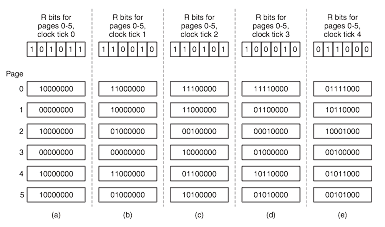 R bits for pages 0-5, clock tick 0
R bits for pages 0-5, clock tick 1
R bits for pages 0-5, clock tick 2
R bits for pages 0-5, clock tick 3
R bits for pages 0-5, clock tick 4
1 0 1 0 1 1
1 1 0 0 1 0
1 1 0 1 0 1
1 0 0 0 1 0
0 1 1 0 0 0
Page
0 10000000 11000000 11100000 11110000 01111000
1 00000000 10000000 11000000 01100000 10110000
2 10000000 01000000 00100000 00010000 10001000
3 00000000 00000000 10000000 01000000 00100000
4 10000000 11000000 01100000 10110000 01011000
5 10000000 01000000 10100000 01010000 00101000
(a) (b) (c) (d) (e)